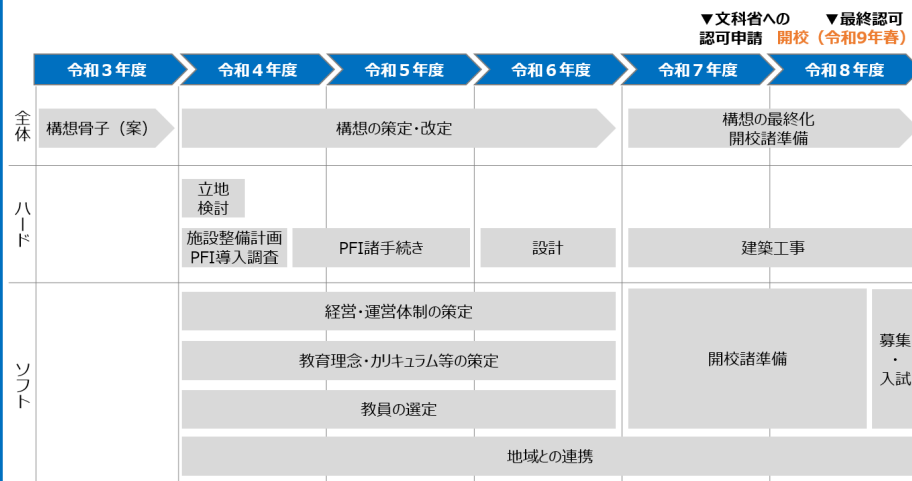 ▼文科省への ▼最終認可
認可申請 開校（令和9年春）
令和３年度 令和４年度 令和５年度 令和６年度 令和７年度 令和８年度
全体
構想骨子（案）
構想の策定・改定
構想の最終化
開校諸準備
ハード
立地
検討
施設整備計画
PFI導入調査
PFI諸手続き
設計
建築工事
ソフト
経営・運営体制の策定
教育理念・カリキュラム等の策定
教員の選定
開校諸準備
募集
・
入試
地域との連携